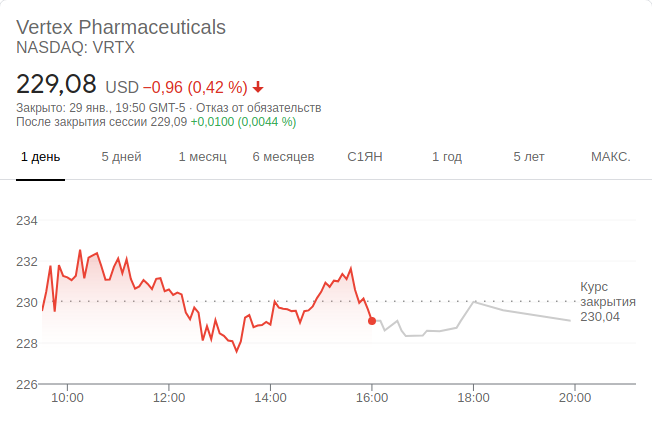 Vertex Pharmaceuticals
NASDAQ: VRTX
229,08 USD −0,96 (0,42 %)
Закрыто: 29 янв., 19:50 GMT-5 · Отказ от обязательств
После закрытия сессии 229,09 +0,0100 (0,0044 %)
1 день 5 дней 1 месяц 6 месяцев С1ЯН 1 год 5 лет МАКС.
234
232
230
228
226
Курс
закрытия
230,04
10:00 12:00 14:00 16:00 18:00 20:00